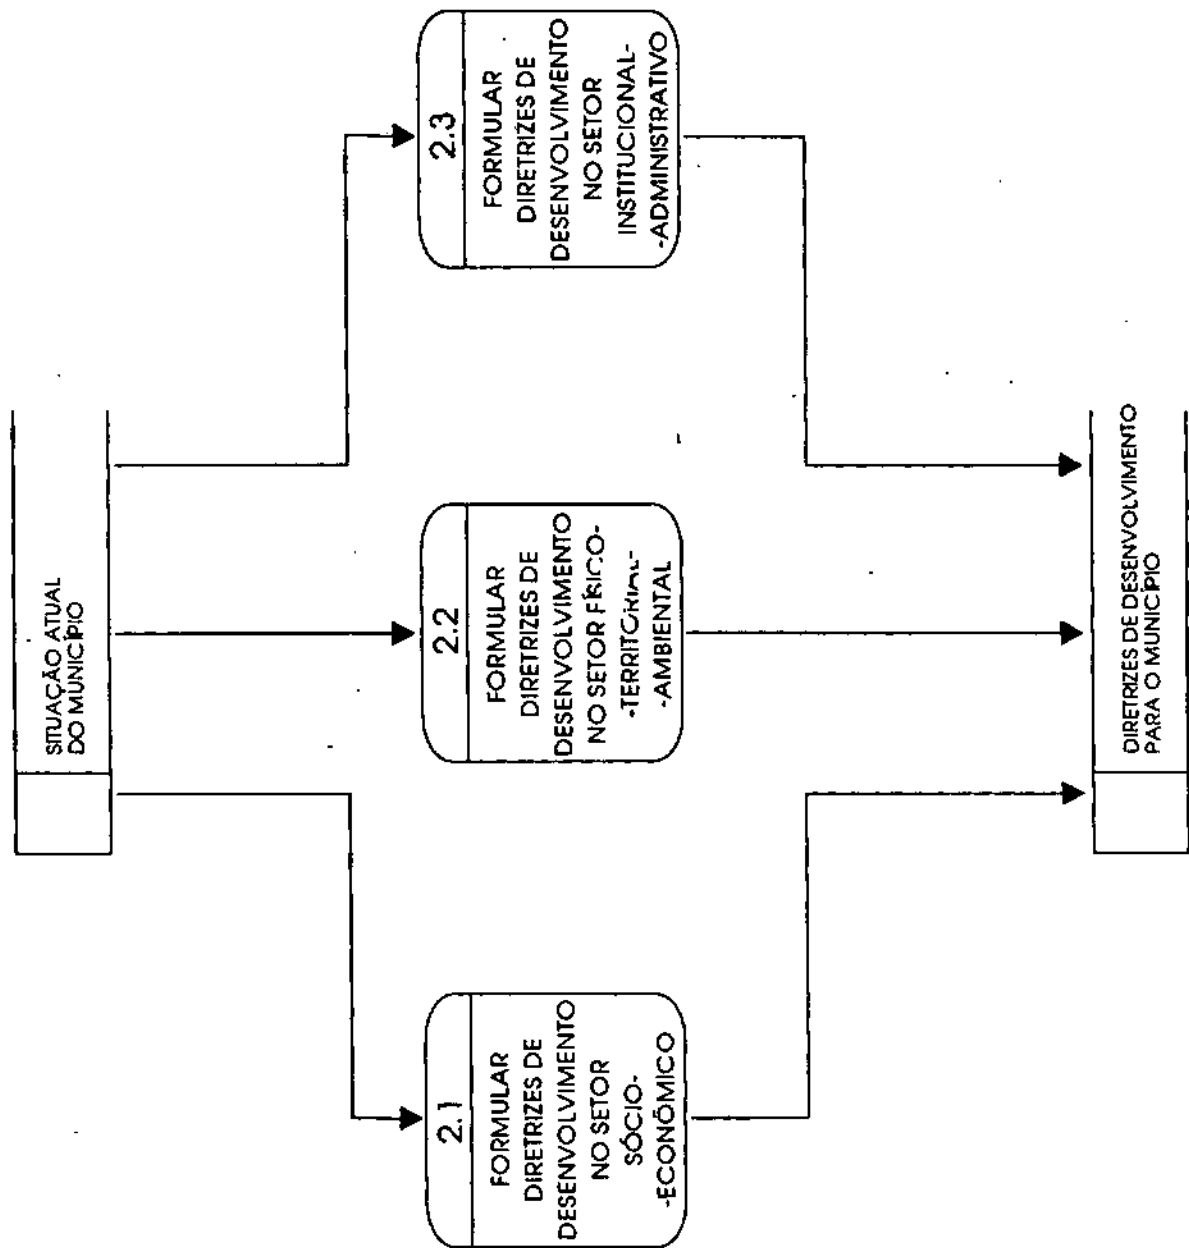 SITUAÇÃO ATUAL
DO MUNICÍPIO
2.1
FORMULAR
DIRETRIZES DE
DESENVOLVIMENTO
NO SETOR
SÓCIO-
-ECONÔMICO
2.2
FORMULAR
DIRETRIZES DE
DESENVOLVIMENTO
NO SETOR FÍSICO-
-TERRITORIAL-
-AMBIENTAL
2.3
FORMULAR
DIRETRIZES DE
DESENVOLVIMENTO
NO SETOR
INSTITUCIONAL-
-ADMINISTRATIVO
DIRETRIZES DE DESENVOLVIMENTO
PARA O MUNICÍPIO